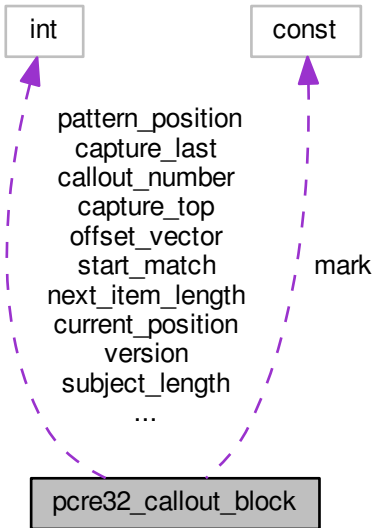 int
const
pattern_position
capture_last
callout_number
capture_top
offset_vector
start_match
mark
next_item_length
current_position
version
subject_length
...
pcre32_callout_block